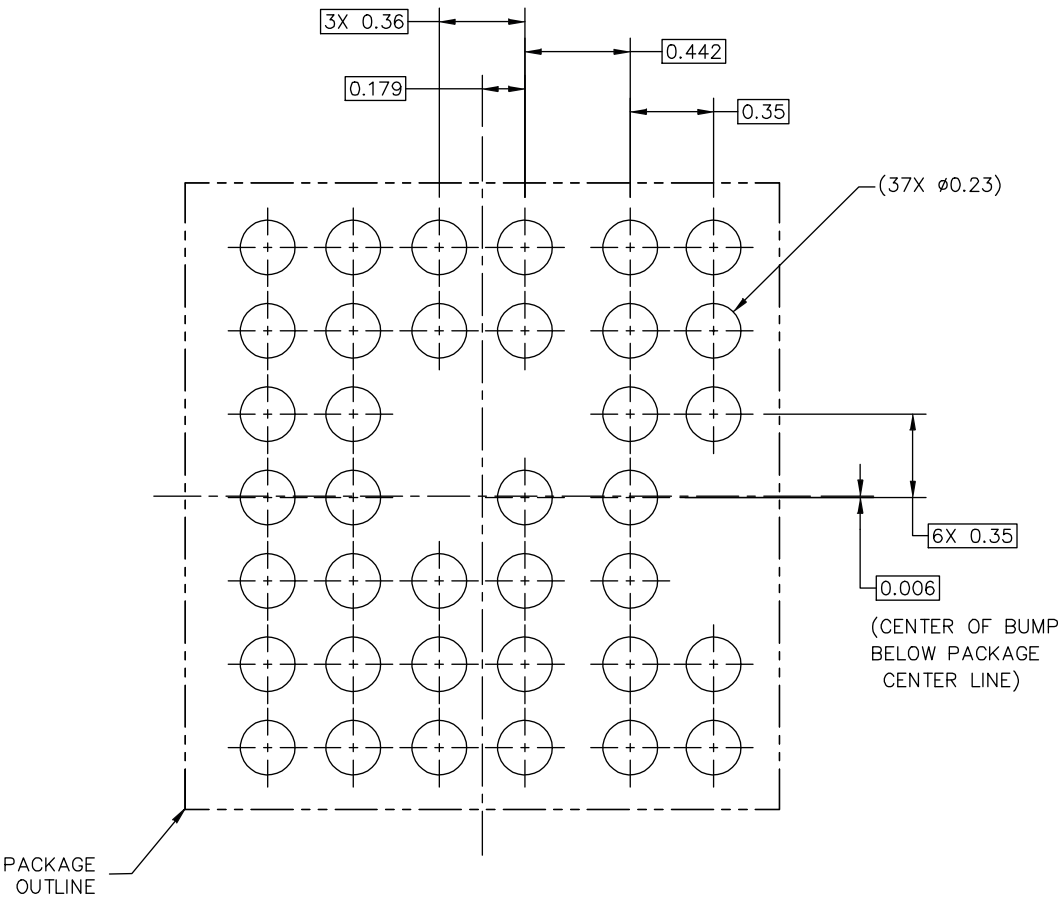 3X 0.36
0.442
0.179
0.35
(37X ø0.23)
6X 0.35
0.006
(CENTER OF BUMP
BELOW PACKAGE
CENTER LINE)
PACKAGE
OUTLINE